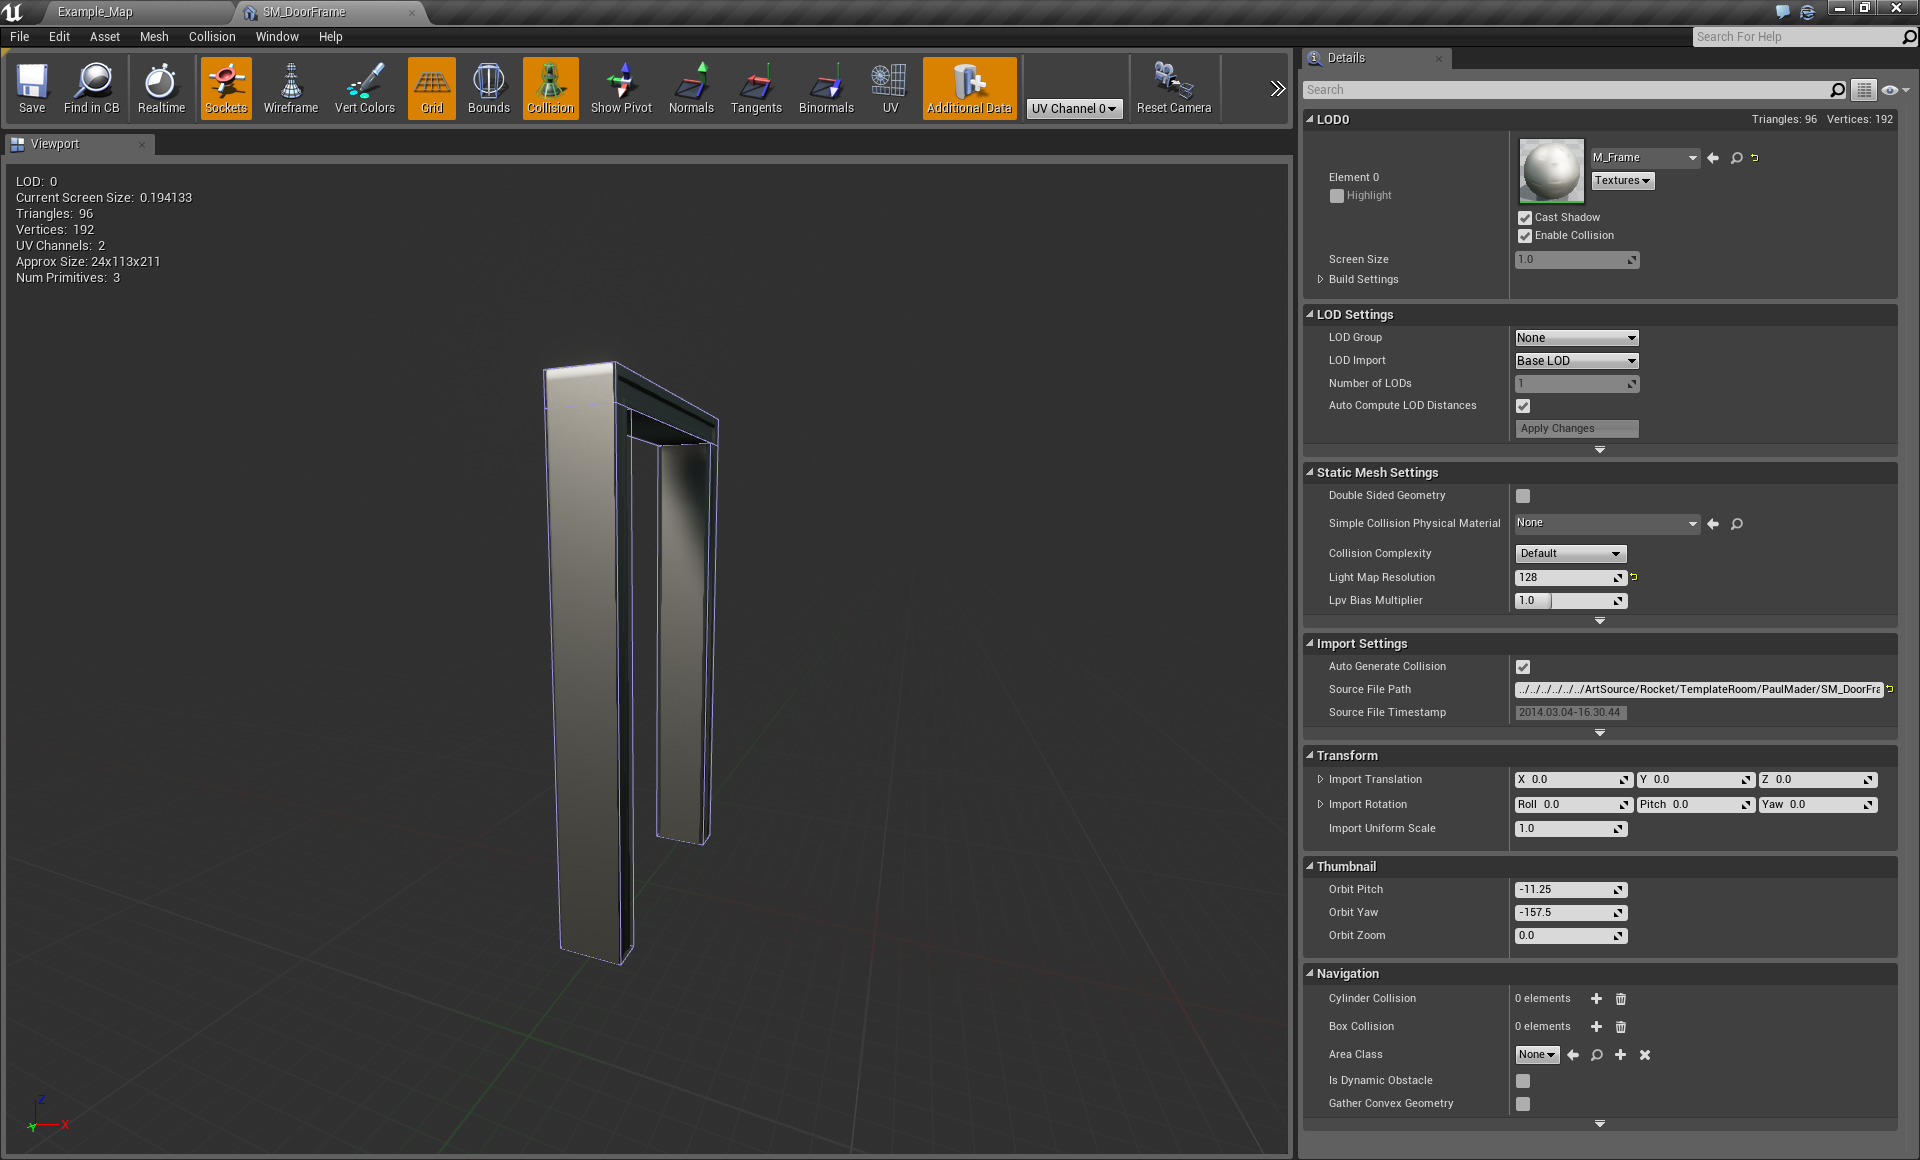 Example_Map
SM_DoorFrame
File Edit Asset Mesh Collision Window Help
Search For Help
Save
Find in CB
Realtime
Sockets
Wireframe
Vert Colors
Grid
Bounds
Collision
Show Pivot
Normals
Tangents
Binormals
UV
Additional Data
UV Channel 0
Reset Camera
Viewport
LOD: 0
Current Screen Size: 0.194133
Triangles: 96
Vertices: 192
UV Channels: 2
Approx Size: 24x113x211
Num Primitives: 3
Z
X
Y
Details
Search
LOD0 Triangles: 96 Vertices: 192
Element 0
Highlight
M_Frame
Textures
Cast Shadow
Enable Collision
Screen Size 1.0
Build Settings
LOD Settings
LOD Group None
LOD Import Base LOD
Number of LODs 1
Auto Compute LOD Distances
Apply Changes
Static Mesh Settings
Double Sided Geometry
Simple Collision Physical Material None
Collision Complexity Default
Light Map Resolution 128
Lpv Bias Multiplier 1.0
Import Settings
Auto Generate Collision
Source File Path ../../../../../../ArtSource/Rocket/TemplateRoom/PaulMader/SM_DoorFra
Source File Timestamp 2014.03.04-16.30.44
Transform
Import Translation X 0.0 Y 0.0 Z 0.0
Import Rotation Roll 0.0 Pitch 0.0 Yaw 0.0
Import Uniform Scale 1.0
Thumbnail
Orbit Pitch -11.25
Orbit Yaw -157.5
Orbit Zoom 0.0
Navigation
Cylinder Collision 0 elements
Box Collision 0 elements
Area Class None
Is Dynamic Obstacle
Gather Convex Geometry